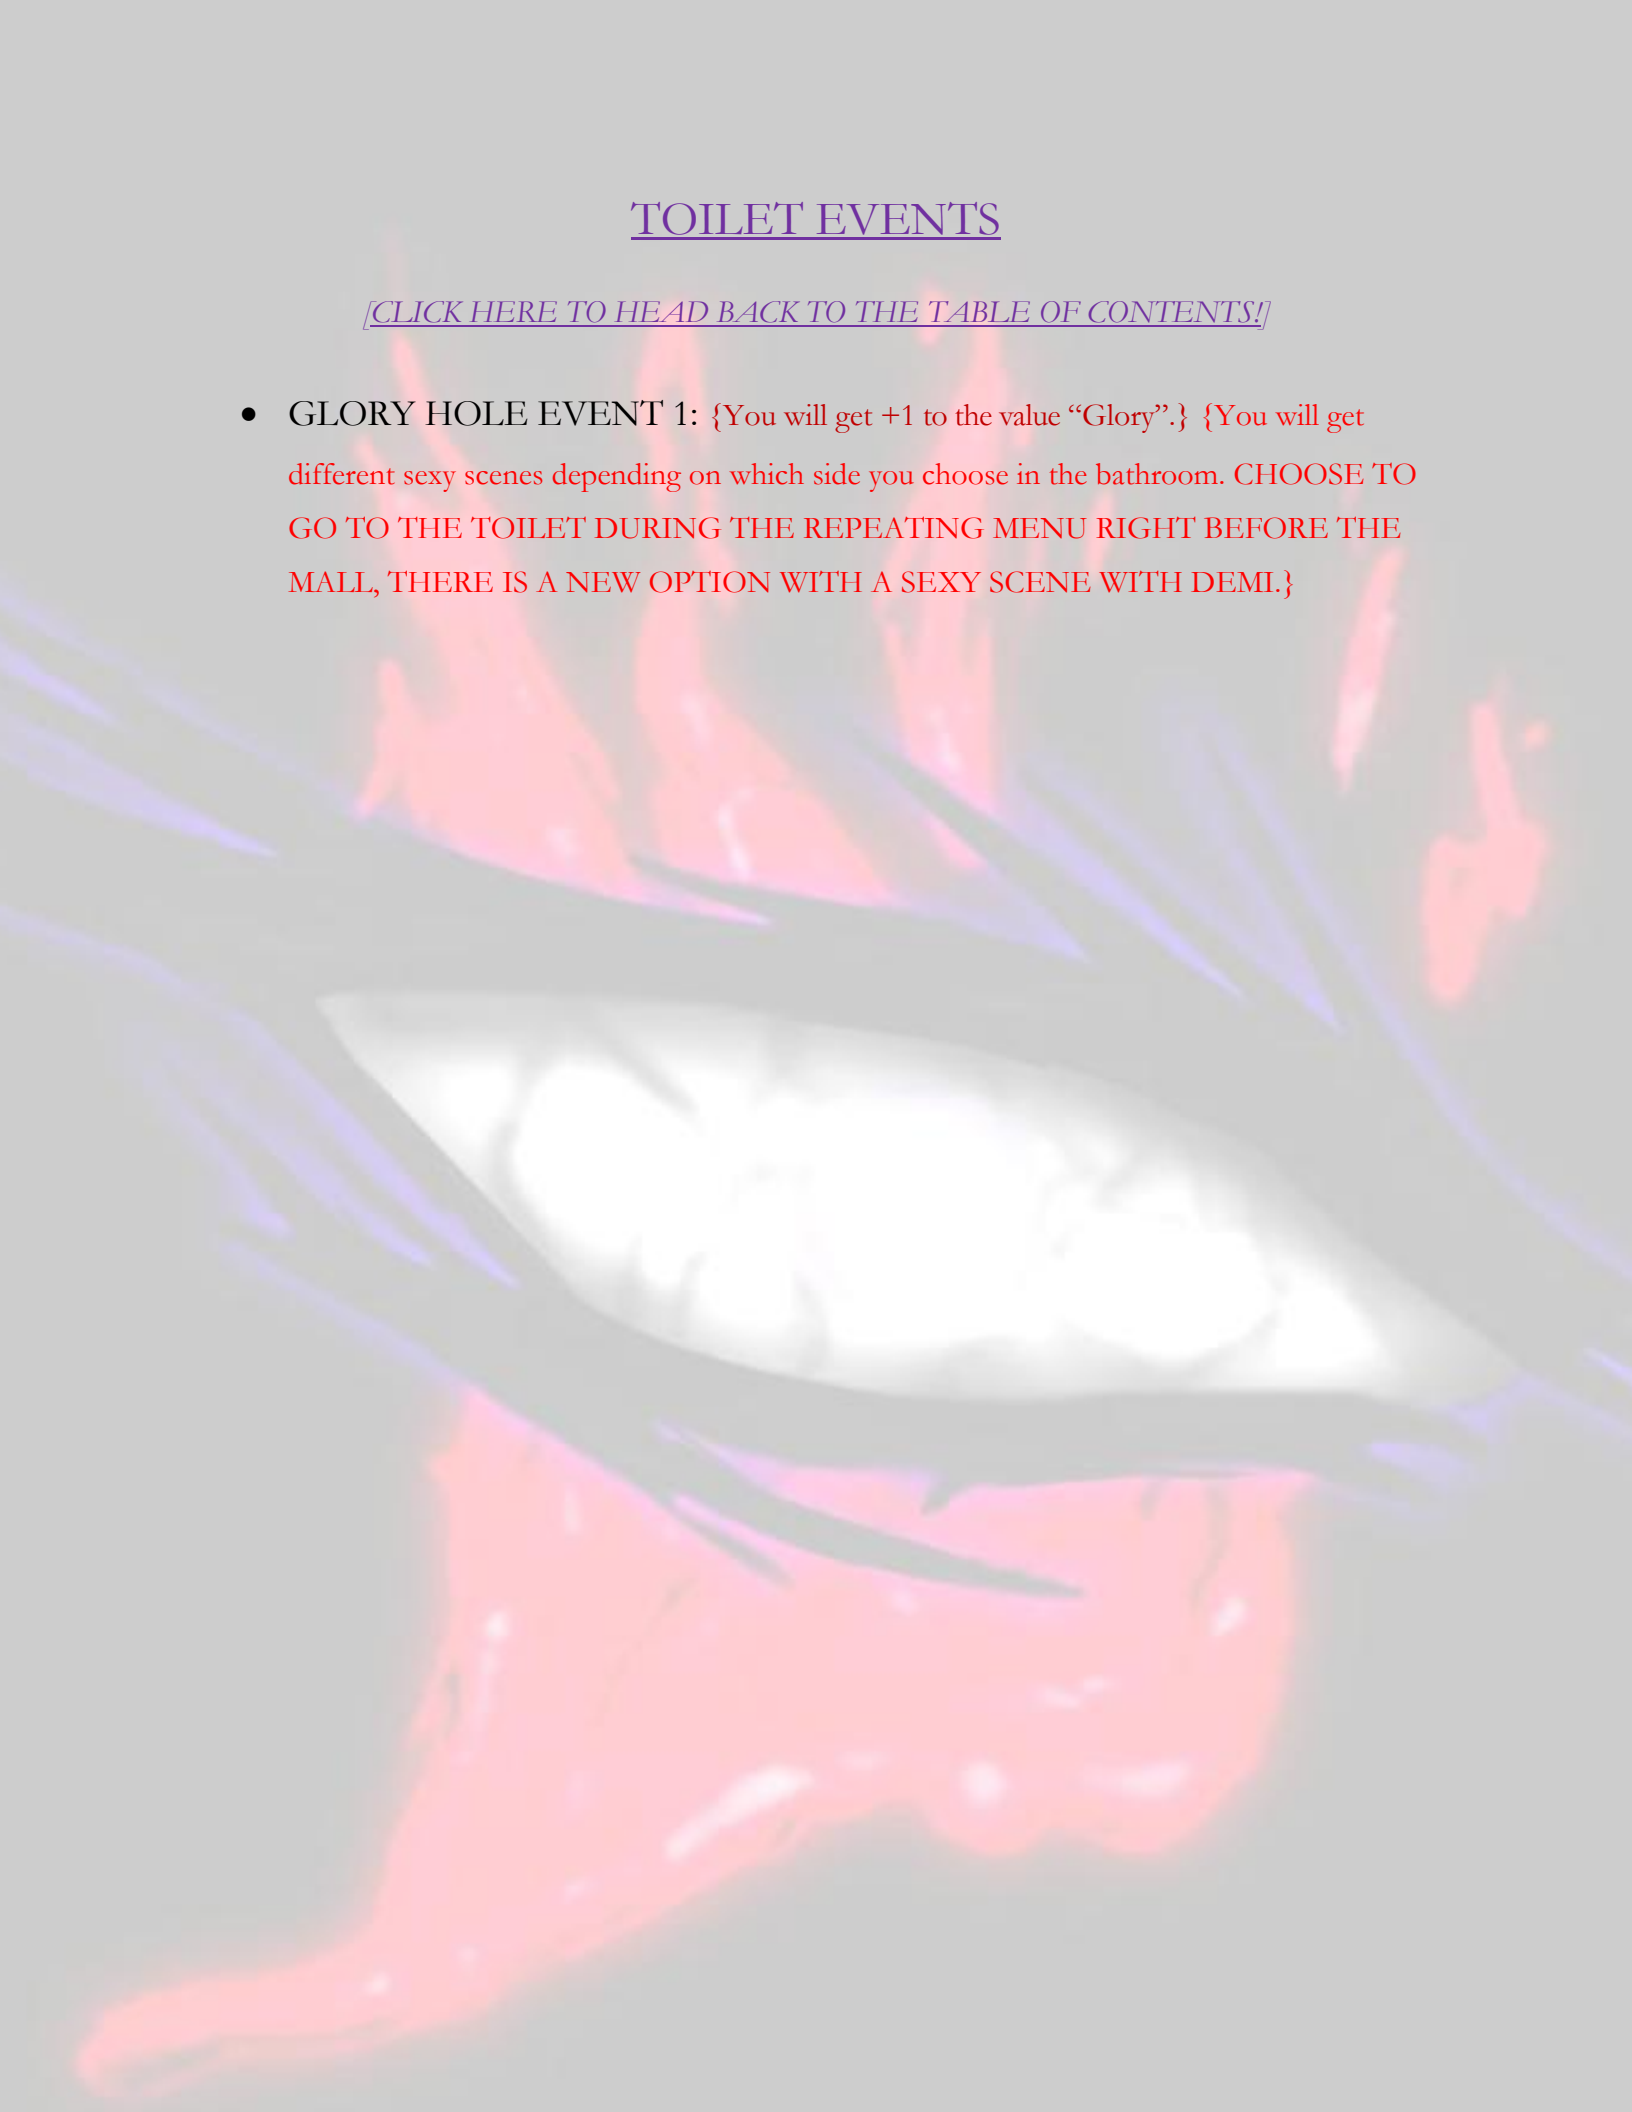 TOILET EVENTS
[CLICK HERE TO HEAD BACK TO THE TABLE OF CONTENTS!]
• GLORY HOLE EVENT 1: {You will get +1 to the value “Glory”.} {You will get
different sexy scenes depending on which side you choose in the bathroom. CHOOSE TO
GO TO THE TOILET DURING THE REPEATING MENU RIGHT BEFORE THE
MALL, THERE IS A NEW OPTION WITH A SEXY SCENE WITH DEMI.}